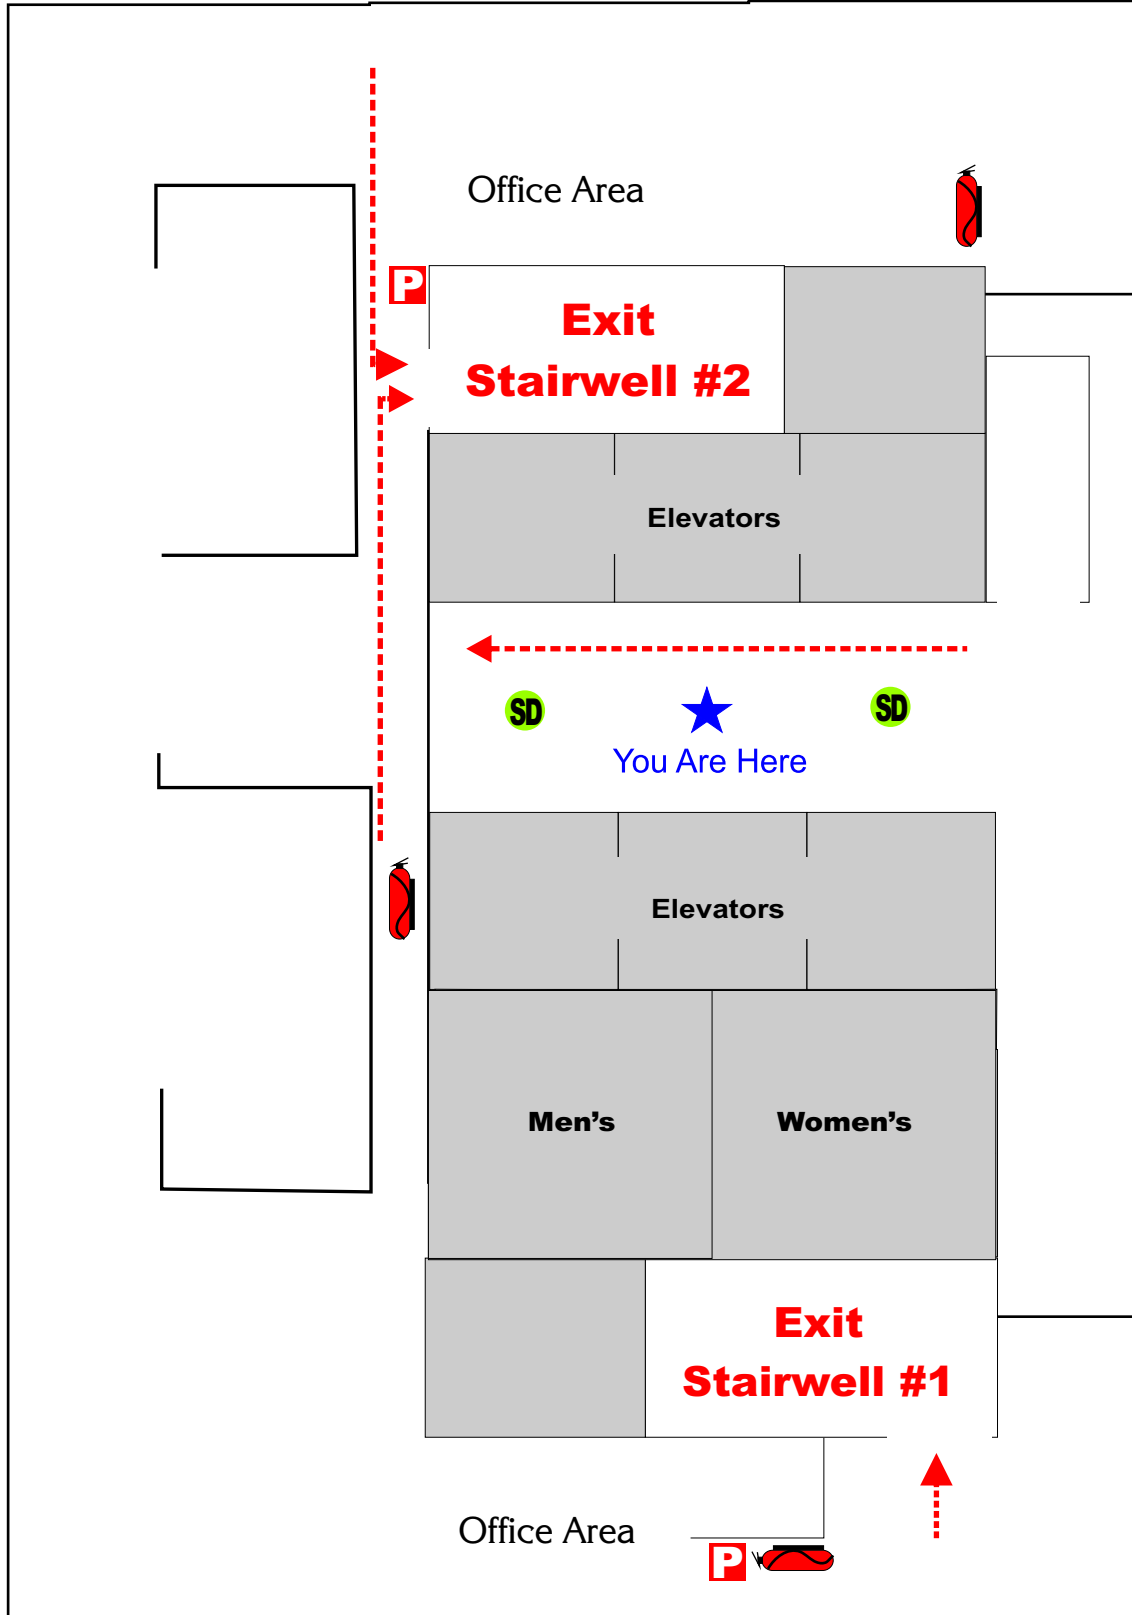 Office Area
P
Exit
Stairwell #2
Elevators
SD
SD
You Are Here
Elevators
Men's
Women's
Exit
Stairwell #1
Office Area
P